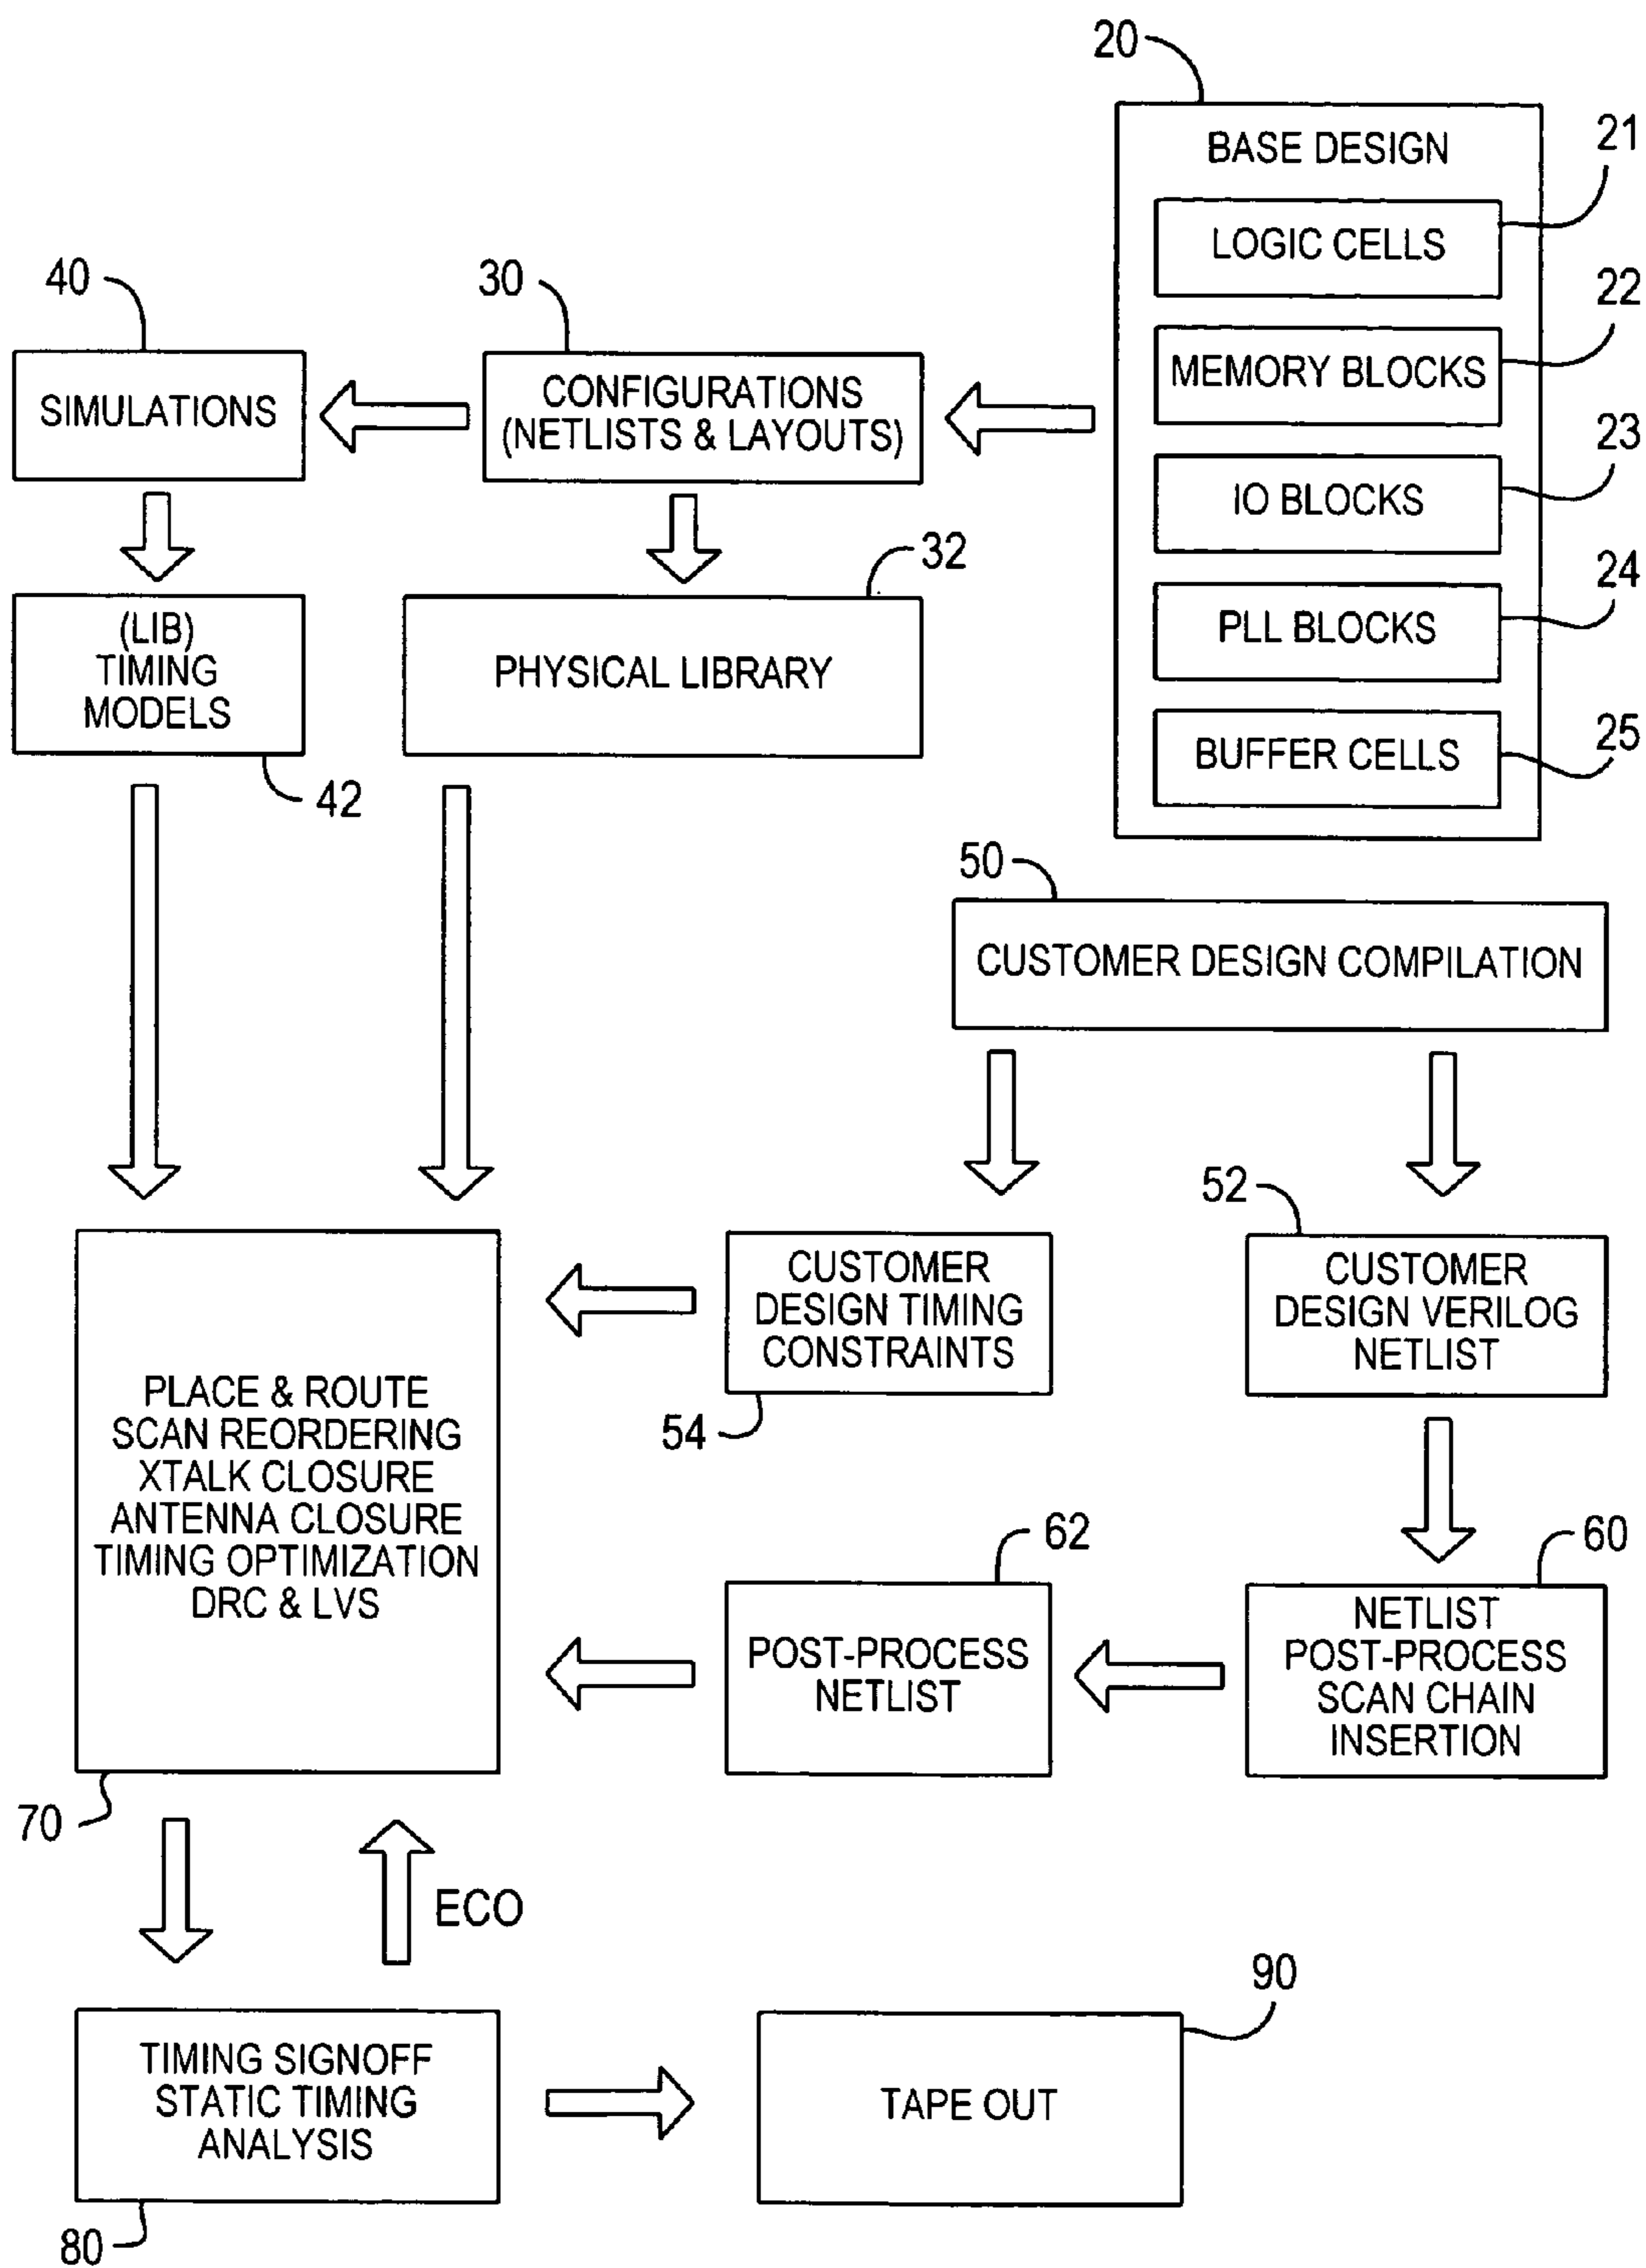 20
BASE DESIGN
21
LOGIC CELLS
22
MEMORY BLOCKS
23
IO BLOCKS
24
PLL BLOCKS
25
BUFFER CELLS
40
SIMULATIONS
30
CONFIGURATIONS
(NETLISTS & LAYOUTS)
(LIB)
TIMING
MODELS
42
32
PHYSICAL LIBRARY
50
CUSTOMER DESIGN COMPILATION
52
CUSTOMER
DESIGN VERILOG
NETLIST
CUSTOMER
DESIGN TIMING
CONSTRAINTS
54
60
NETLIST
POST-PROCESS
SCAN CHAIN
INSERTION
62
POST-PROCESS
NETLIST
PLACE & ROUTE
SCAN REORDERING
XTALK CLOSURE
ANTENNA CLOSURE
TIMING OPTIMIZATION
DRC & LVS
70
ECO
TIMING SIGNOFF
STATIC TIMING
ANALYSIS
80
90
TAPE OUT